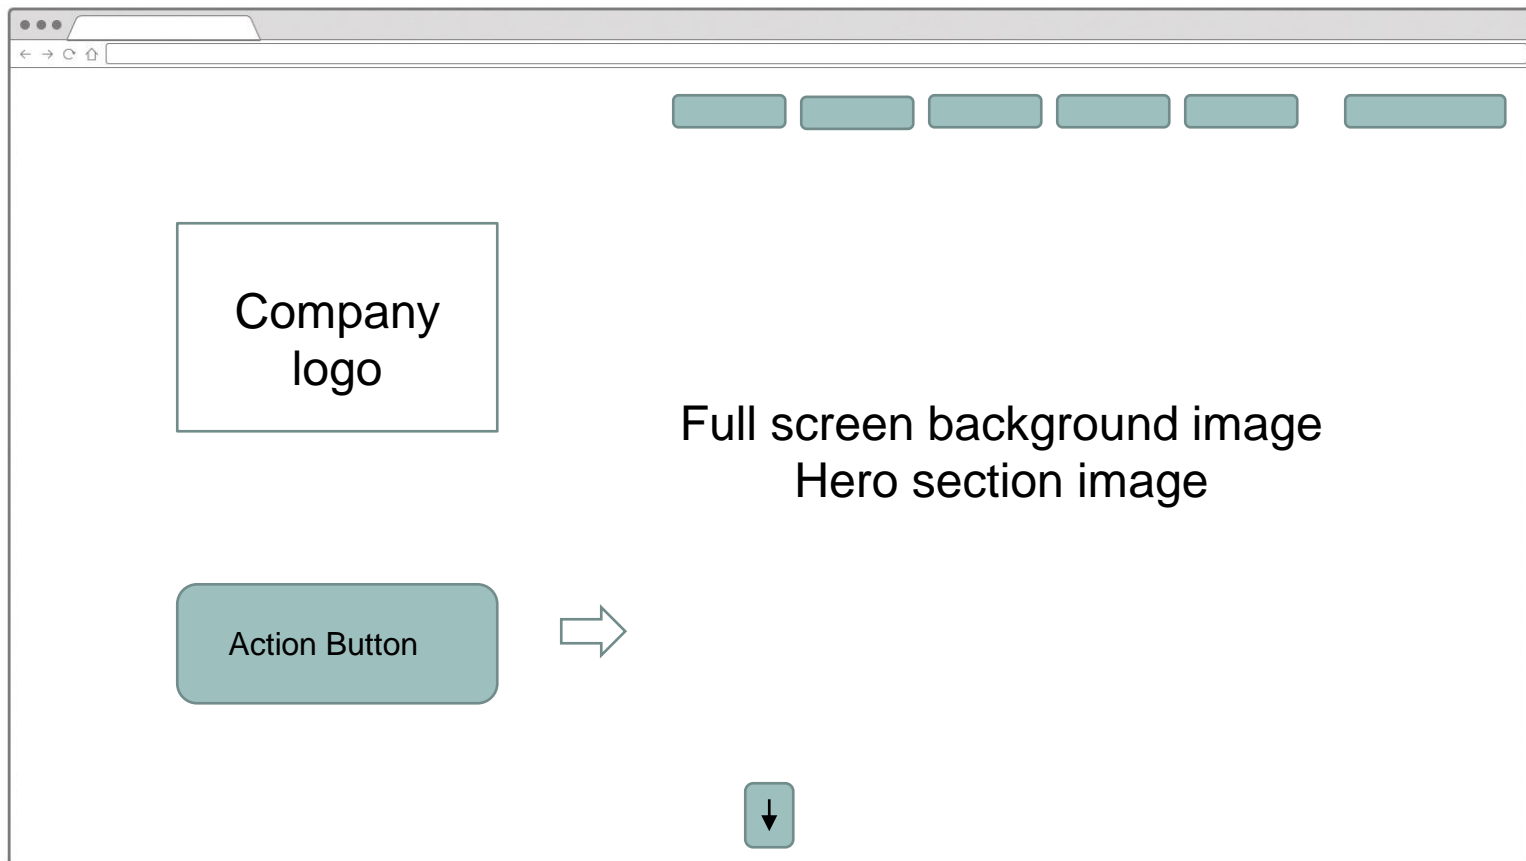 Company
logo
Full screen background image
Hero section image
Action Button